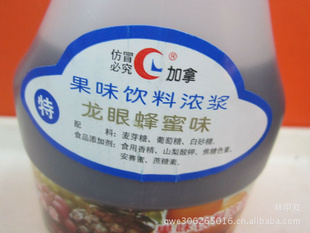 仿冒
必究
加拿
®
特
果味饮料浓浆
龙眼蜂蜜味
配 料:麦芽糖、葡萄糖、白砂糖、
食品添加剂:食用香精、山梨酸钾、焦糖色素、
安赛蜜、蔗糖素
qwe306265016.1688.com